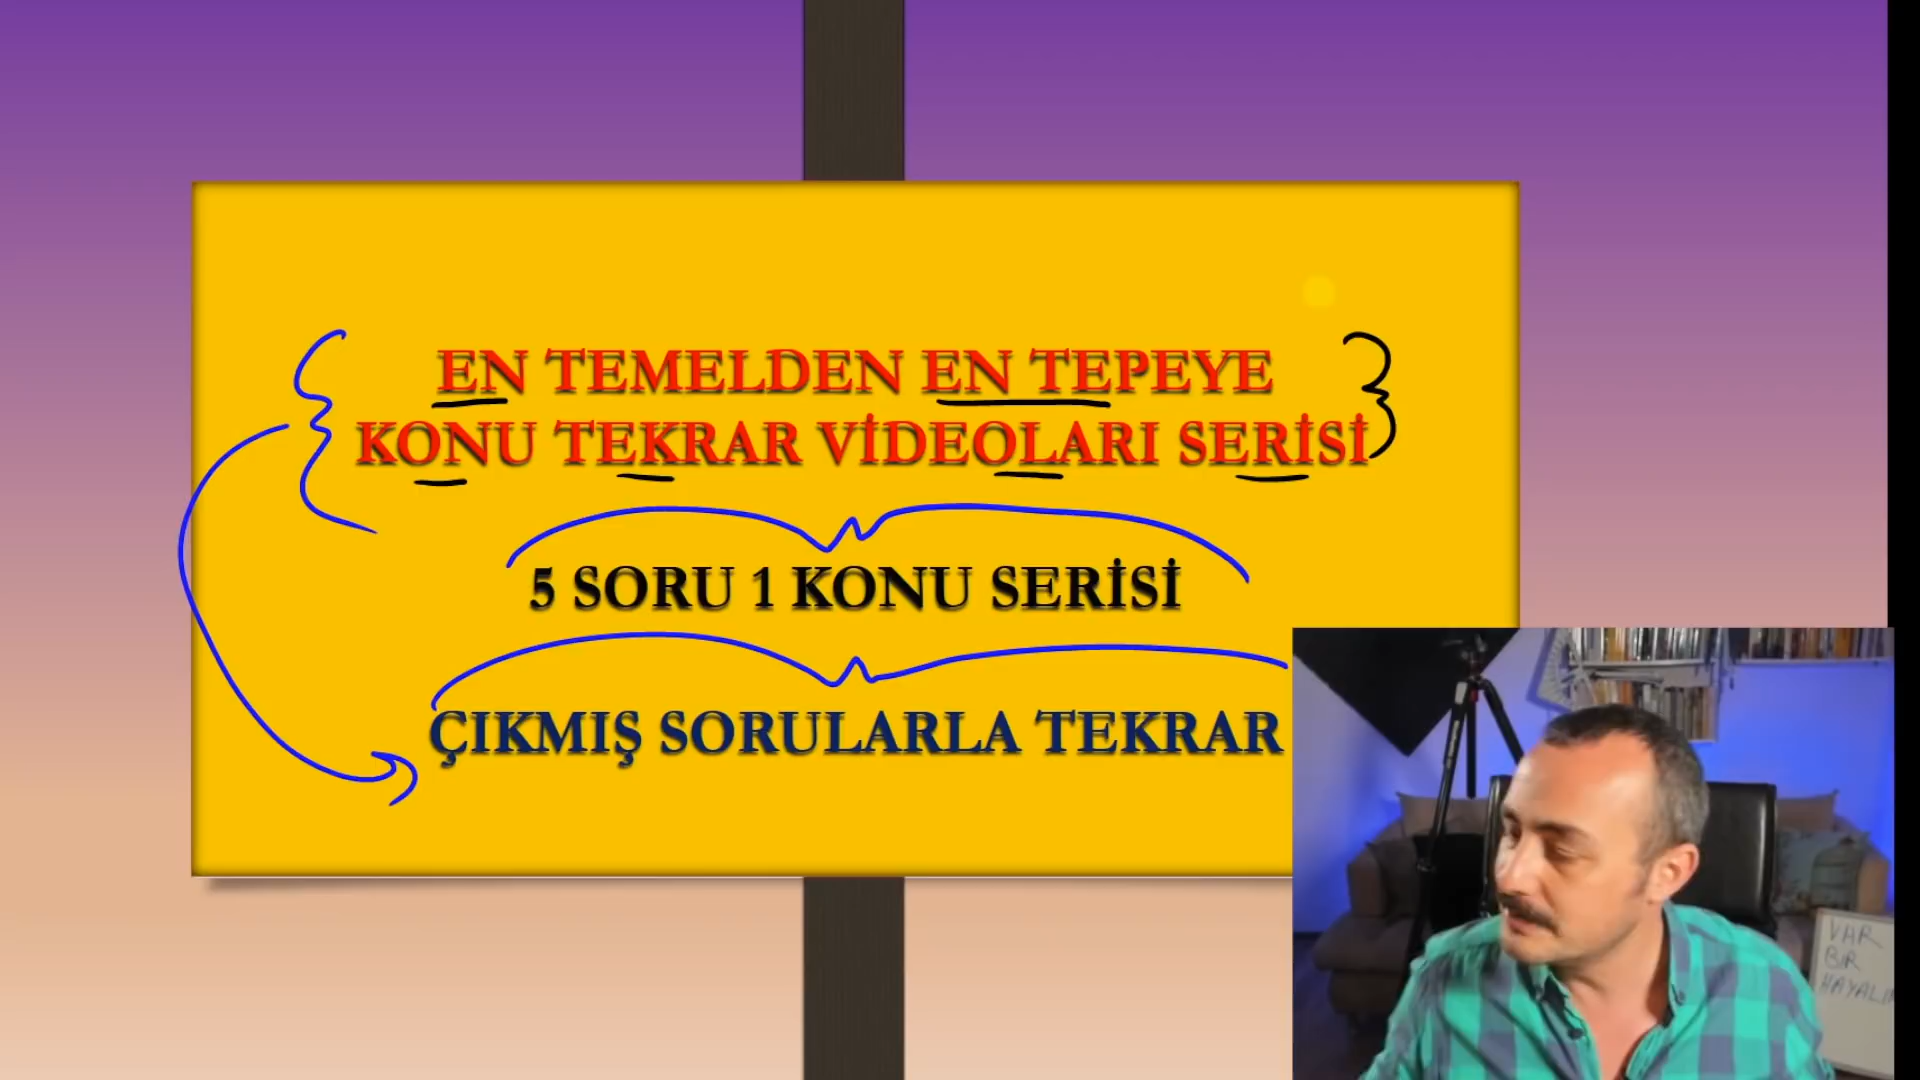 EN TEMELDEN EN TEPEYE
KONU TEKRAR VİDEOLARI SERİSİ
5 SORU 1 KONU SERİSİ
ÇIKMIŞ SORULARLA TEKRAR
VAR
BİR